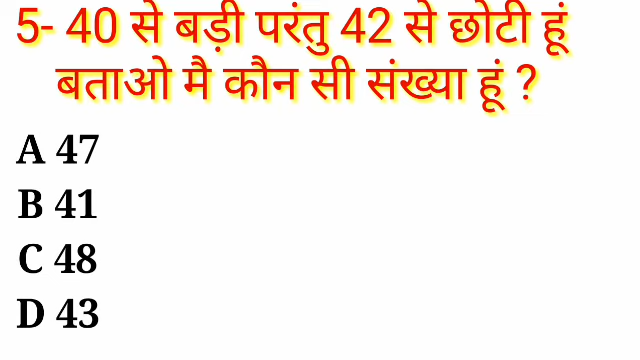 5- 40 से बड़ी परंतु 42 से छोटी हूं
बताओ मै कौन सी संख्या हूं ?
A 47
B 41
C 48
D 43